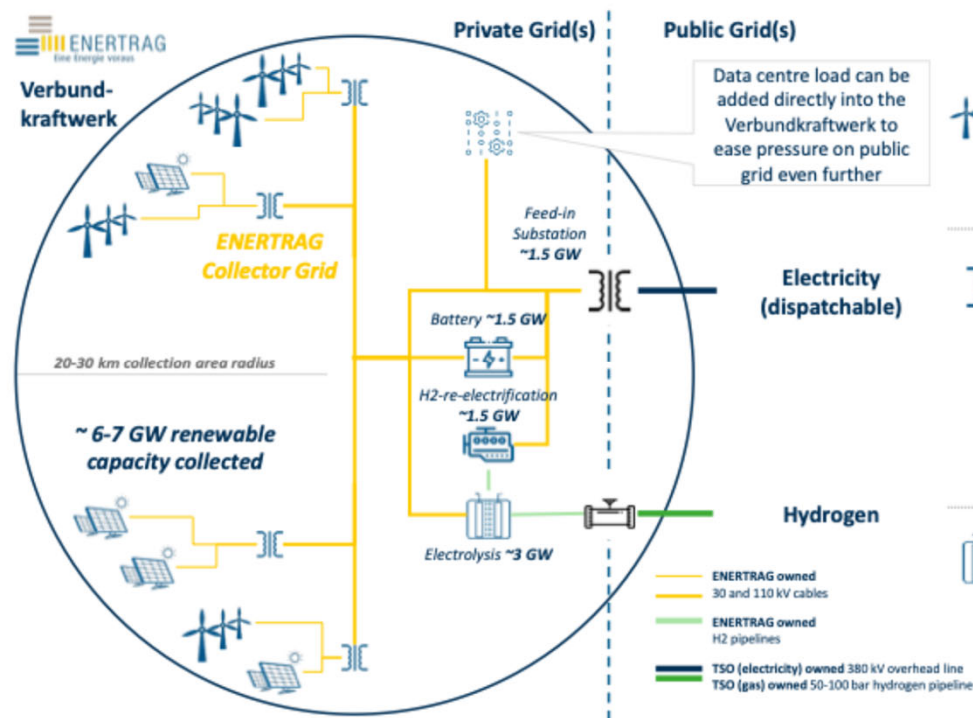 ENERTRAG
Eine Energie voraus
Verbund-
kraftwerk
Private Grid(s)
Public Grid(s)
Data centre load can be
added directly into the
Verbundkraftwerk to
ease pressure on public
grid even further
Feed-in
Substation
~1.5 GW
ENERTRAG
Collector Grid
Electricity
(dispatchable)
Battery ~1.5 GW
20-30 km collection area radius
H2-re-electrification
~1.5 GW
~ 6-7 GW renewable
capacity collected
Hydrogen
Electrolysis ~3 GW
ENERTRAG owned
30 and 110 kV cables
ENERTRAG owned
H2 pipelines
TSO (electricity) owned 380 kV overhead line
TSO (gas) owned 50-100 bar hydrogen pipeline